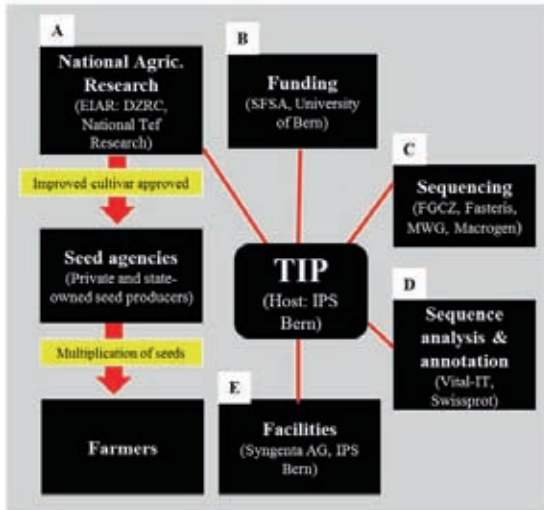 A
National Agric.
Research
(EIAR: DZRC,
National Tef
Research)
Improved cultivar approved
Seed agencies
(Private and state-
owned seed producers)
Multiplication of seeds
Farmers
B
Funding
(SFSA, University
of Bern)
C
Sequencing
(FGCZ, Fasteris,
MWG, Macrogen)
TIP
(Host: IPS
Bern)
D
Sequence
analysis &
annotation
(Vital-IT,
Swissprot)
E
Facilities
(Syngenta AG, IPS
Bern)